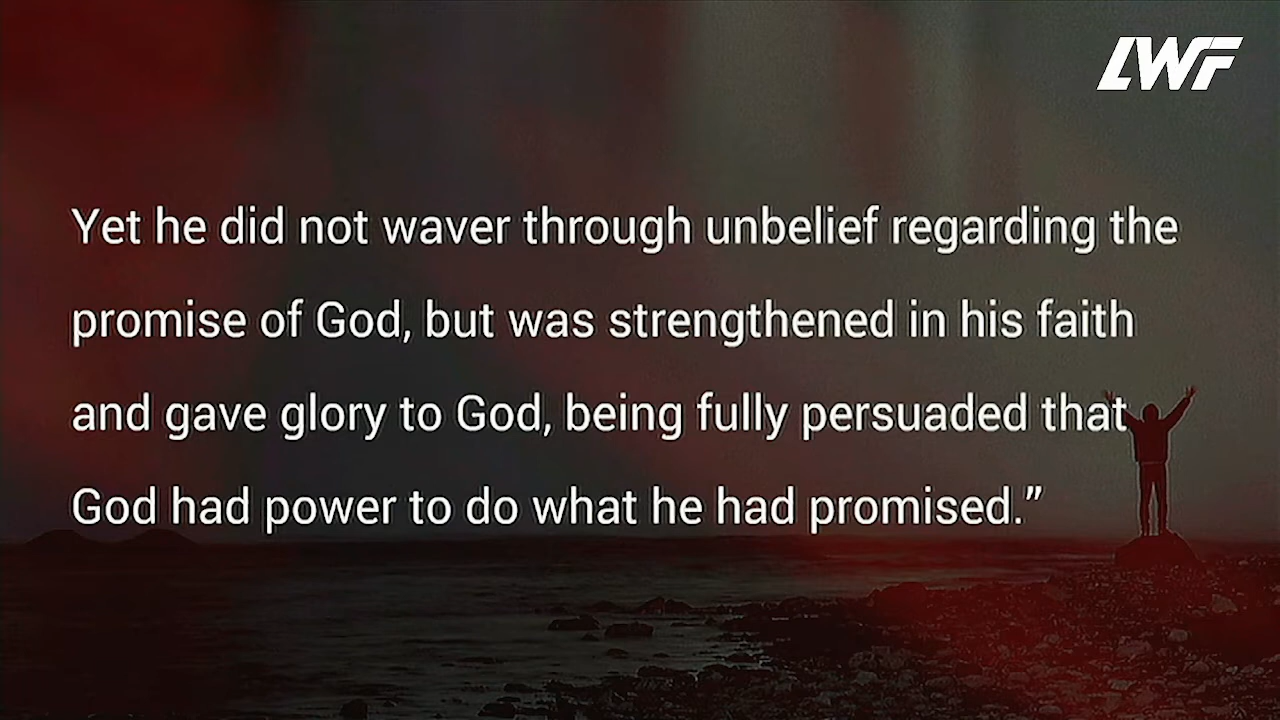 LWF
Yet he did not waver through unbelief regarding the
promise of God, but was strengthened in his faith
and gave glory to God, being fully persuaded that
God had power to do what he had promised.”